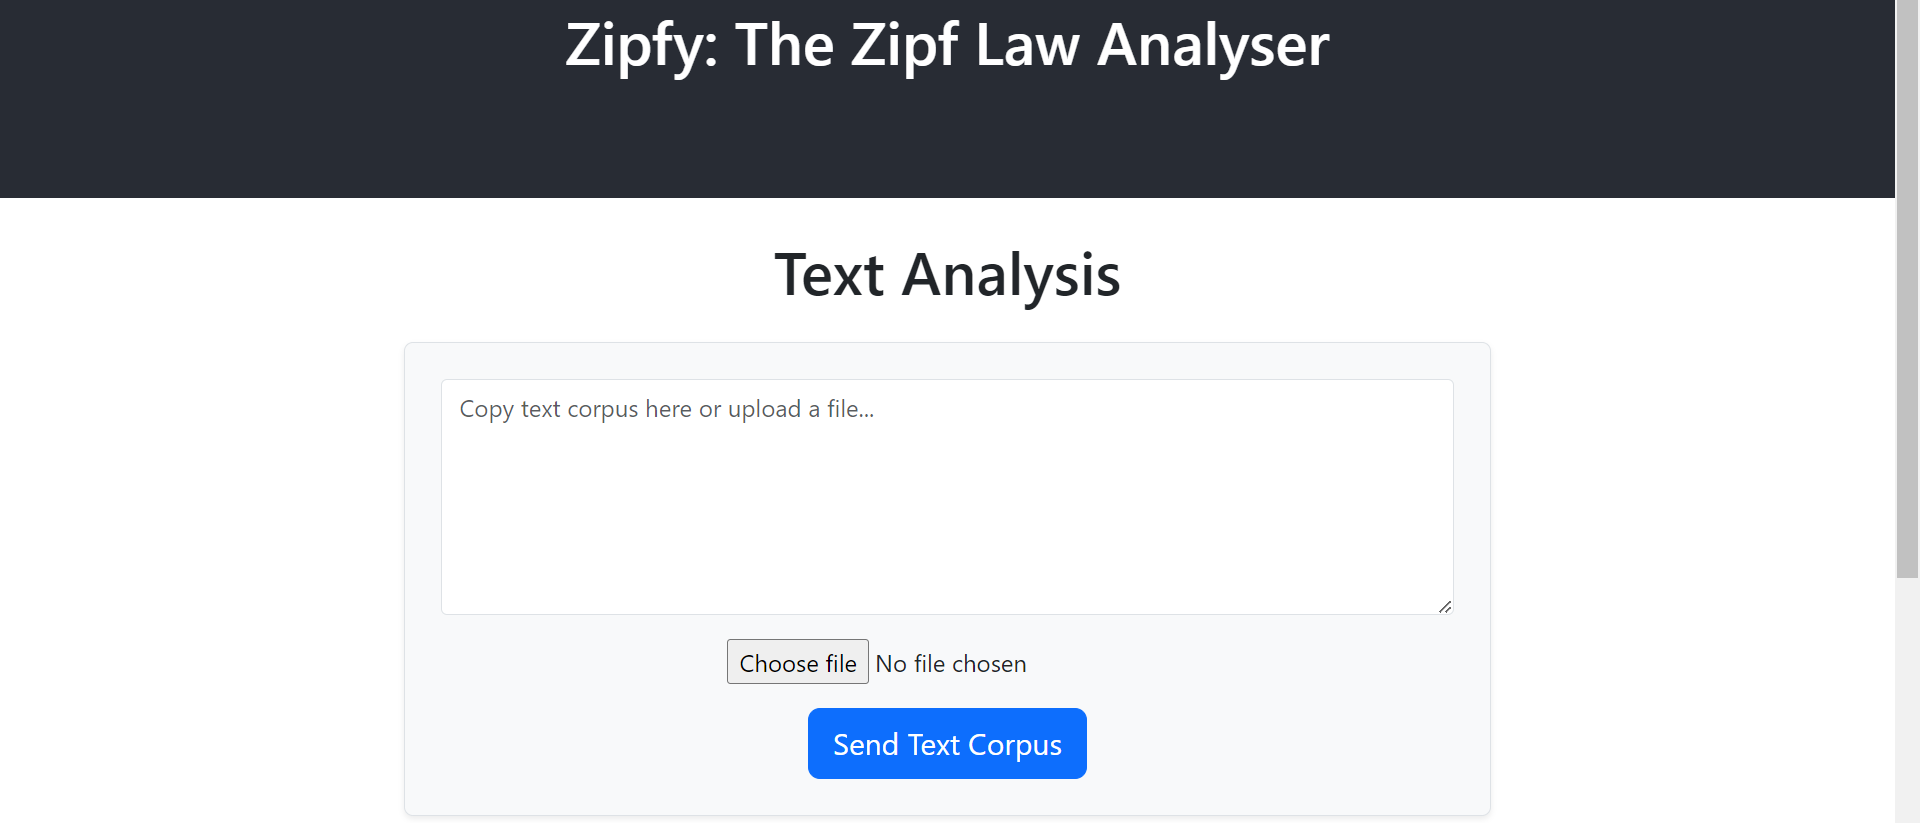 Zipfy: The Zipf Law Analyser
Text Analysis
Copy text corpus here or upload a file...
Choose file No file chosen
Send Text Corpus